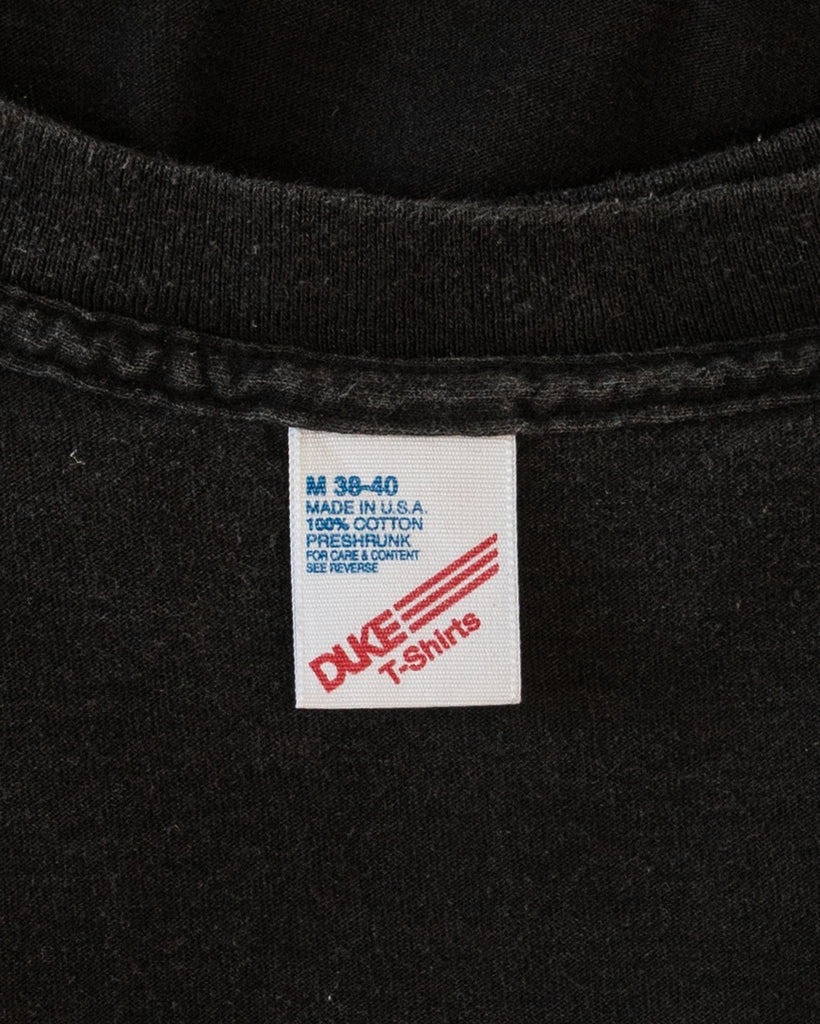 M 38-40
MADE IN U.S.A.
100% COTTON
PRESHRUNK
FOR CARE & CONTENT
SEE REVERSE
DUKE
T-Shirts